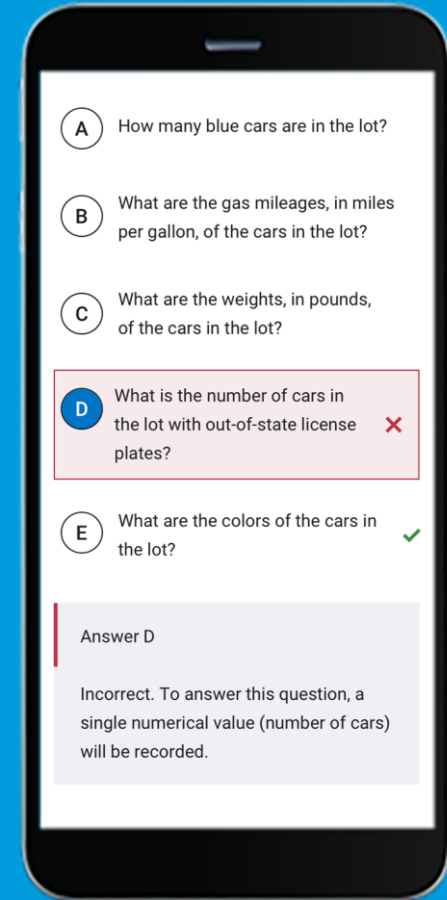 A How many blue cars are in the lot?
B What are the gas mileages, in miles
per gallon, of the cars in the lot?
C What are the weights, in pounds,
of the cars in the lot?
D What is the number of cars in
the lot with out-of-state license
plates?
E What are the colors of the cars in
the lot?
Answer D
Incorrect. To answer this question, a
single numerical value (number of cars)
will be recorded.